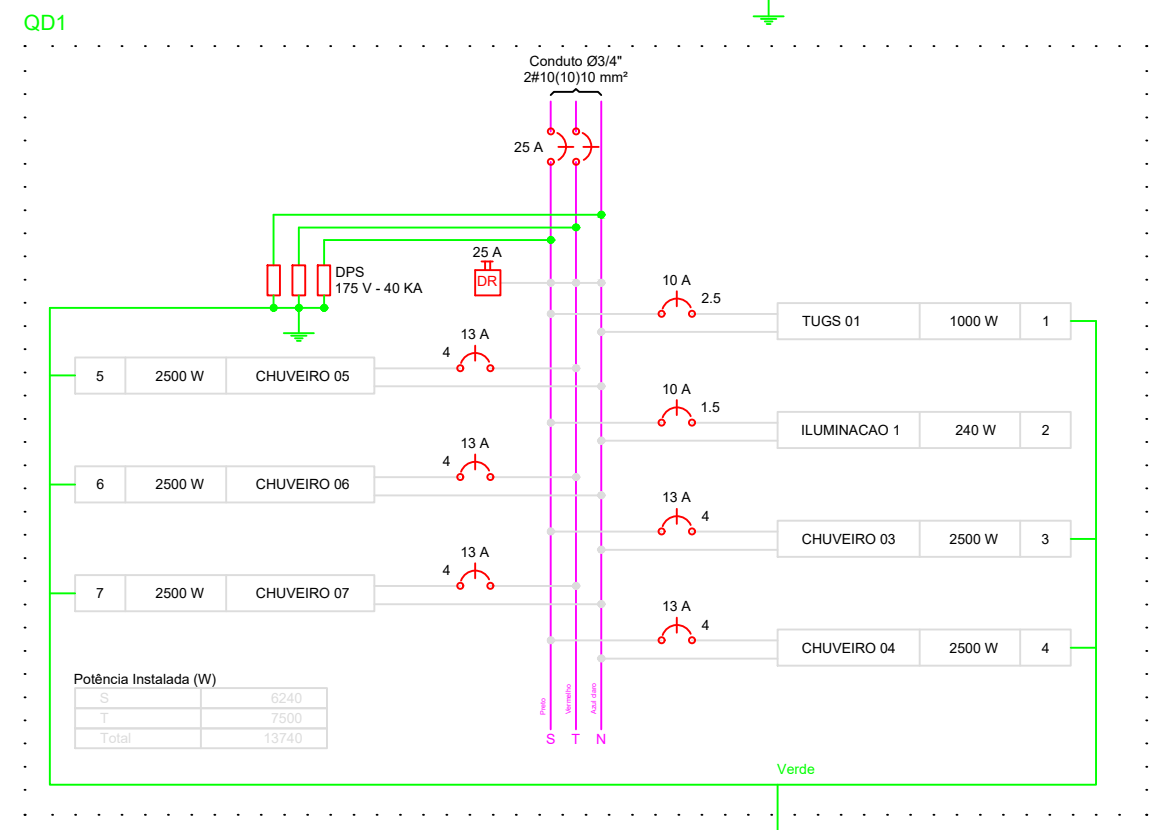 QD1
Conduto Ø3/4"
2#10(10)10 mm²
25 A
25 A
DR
DPS
175 V - 40 KA
10 A
2.5
TUGS 01 1000 W 1
13 A
4
5 2500 W CHUVEIRO 05
10 A
1.5
ILUMINACAO 1 240 W 2
13 A
4
6 2500 W CHUVEIRO 06
13 A
4
CHUVEIRO 03 2500 W 3
13 A
4
7 2500 W CHUVEIRO 07
13 A
4
CHUVEIRO 04 2500 W 4
Potência Instalada (W)
S 6240
T 7500
Total 13740
Preto
Vermelho
Azul claro
S T N
Verde